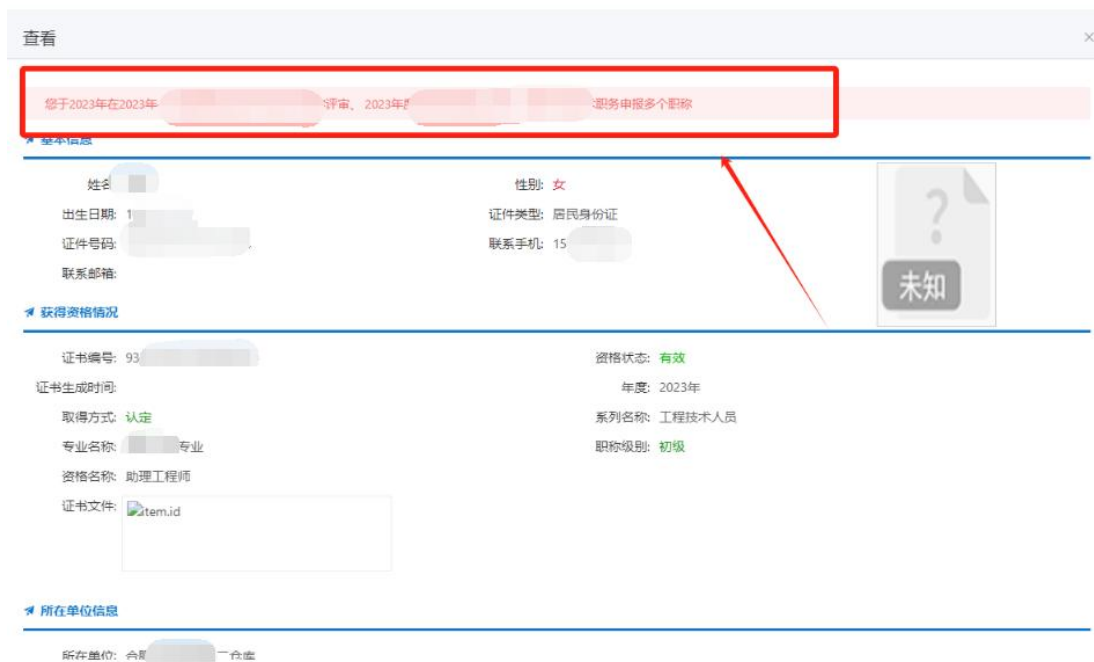 查看
您于2023年在2023年 评审、2023年度 职务申报多个职称
基本信息
姓名
性别: 女
出生日期: 1
证件类型: 居民身份证
证件号码:
联系手机: 15
联系邮箱:
未知
获得资格情况
证书编号: 93
资格状态: 有效
证书生成时间:
年度: 2023年
取得方式: 认定
系列名称: 工程技术人员
专业名称: 专业
职称级别: 初级
资格名称: 助理工程师
证书文件: item.id
所在单位信息
所在单位: 合肥 二仓库